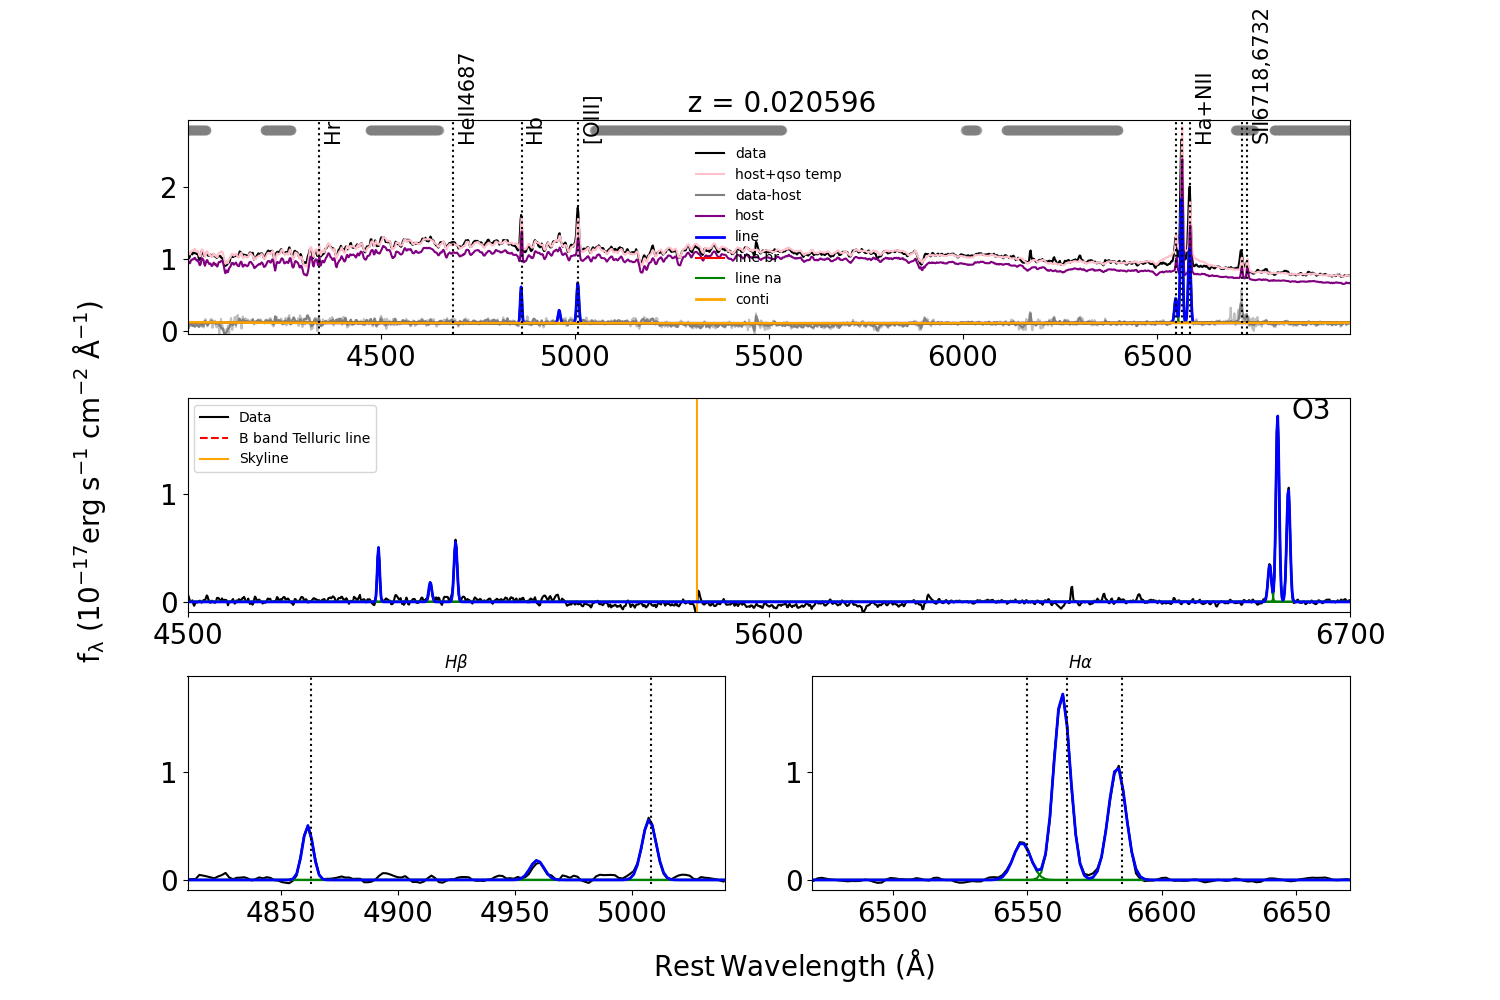 z = 0.020596
Hr
HeII4687
Hb
[OIII]
Ha+NII
SII6718,6732
data
host+qso temp
data-host
host
line
line br
line na
conti
2
1
0
4500
5000
5500
6000
6500
Data
B band Telluric line
Skyline
O3
1
0
4500
5600
6700
fλ (10⁻¹⁷erg s⁻¹ cm⁻² Å⁻¹)
Hβ
1
0
4850
4900
4950
5000
Hα
1
0
6500
6550
6600
6650
Rest Wavelength (Å)